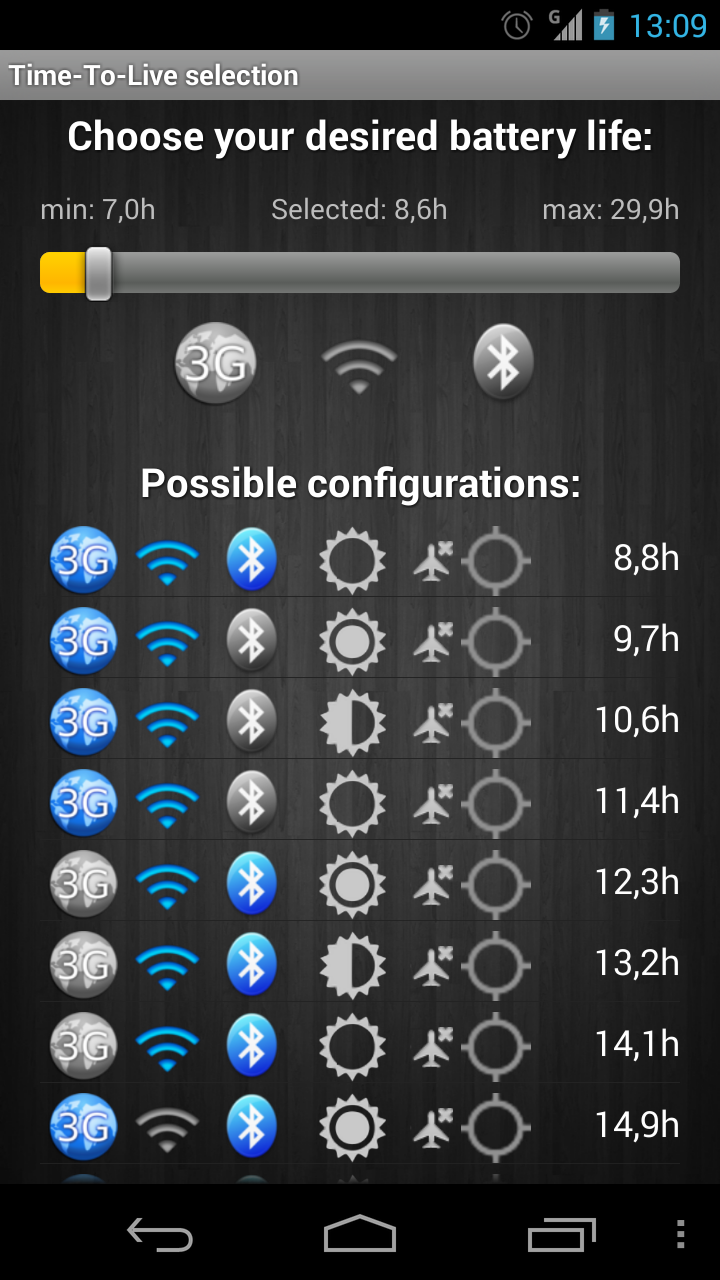 G 13:09
Time-To-Live selection
Choose your desired battery life:
min: 7,0h Selected: 8,6h max: 29,9h
3G
Possible configurations:
3G 8,8h
3G 9,7h
3G 10,6h
3G 11,4h
3G 12,3h
3G 13,2h
3G 14,1h
3G 14,9h